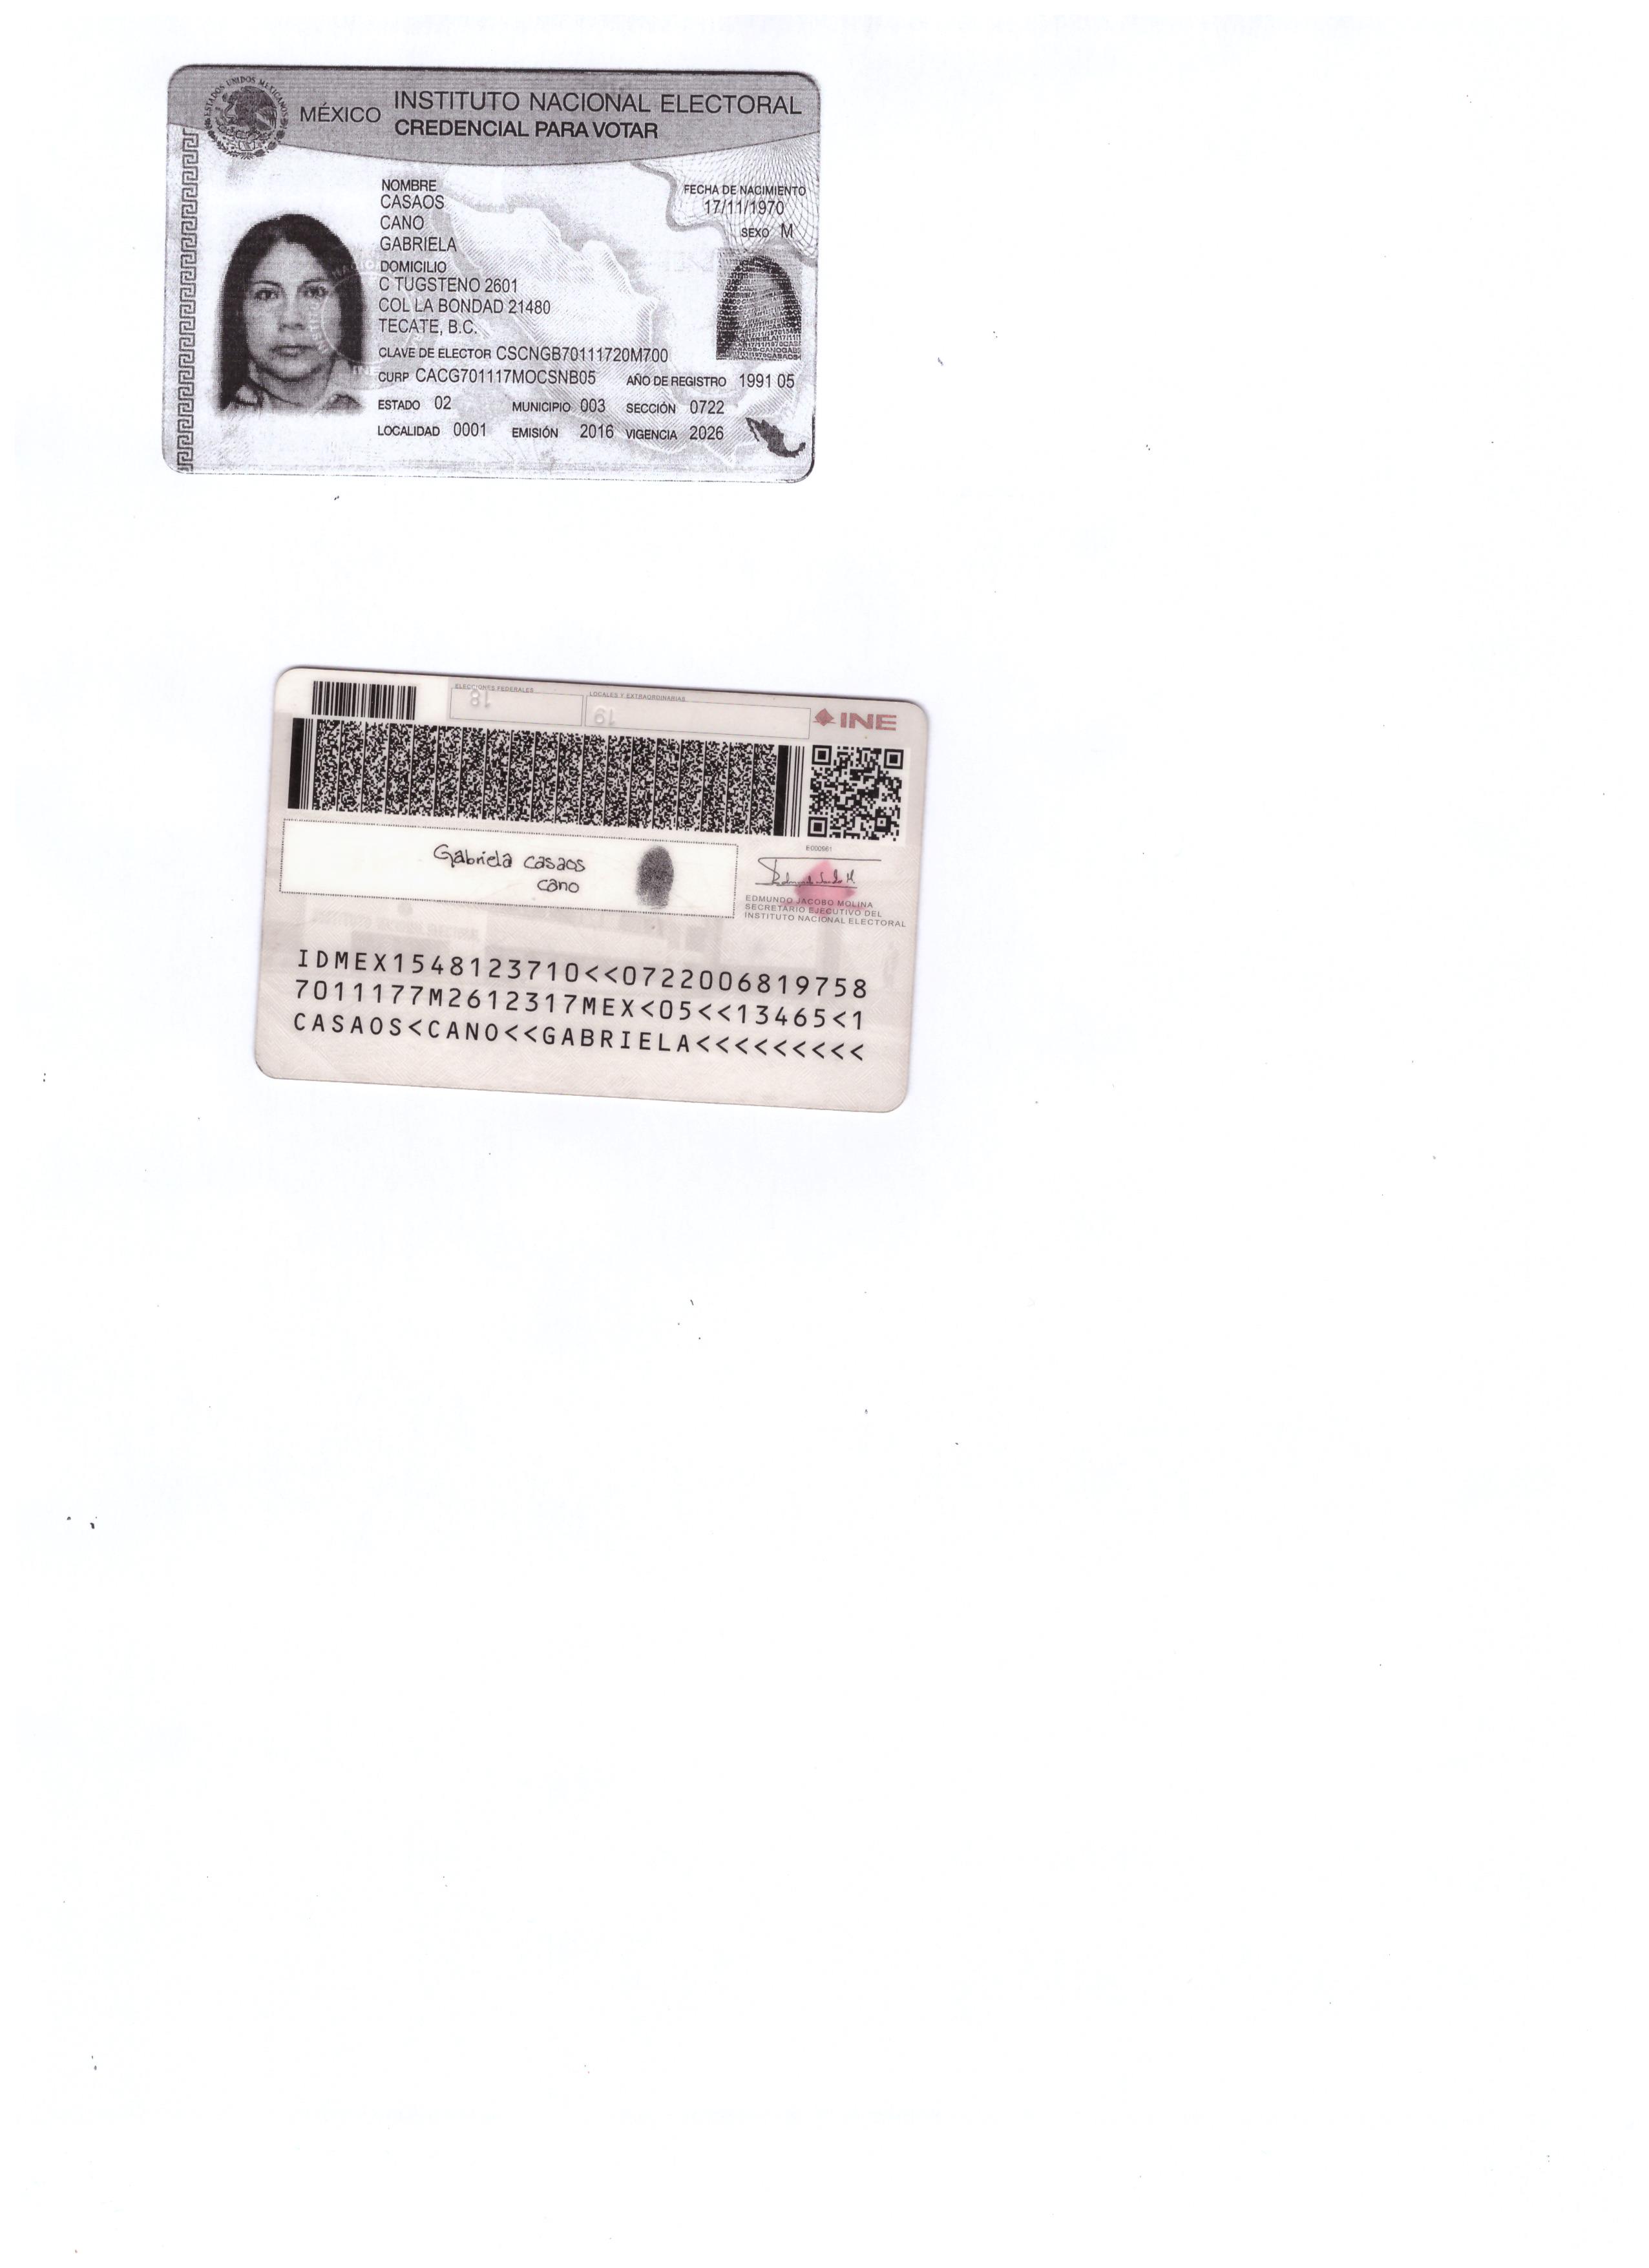 ESTADOS UNIDOS MEXICANOS
MÉXICO INSTITUTO NACIONAL ELECTORAL
CREDENCIAL PARA VOTAR
NOMBRE
CASAOS
CANO
GABRIELA
FECHA DE NACIMIENTO
17/11/1970
SEXO M
DOMICILIO
C TUGSTENO 2601
COL LA BONDAD 21480
TECATE, B.C.
CLAVE DE ELECTOR CSCNGB70111720M700
CURP CACG701117MOCSNB05 AÑO DE REGISTRO 1991 05
ESTADO 02 MUNICIPIO 003 SECCIÓN 0722
LOCALIDAD 0001 EMISIÓN 2016 VIGENCIA 2026
ELECCIONES FEDERALES LOCALES Y EXTRAORDINARIAS
18 19
INE
Gabriela Casaos
Cano
EDMUNDO JACOBO MOLINA
SECRETARIO EJECUTIVO DEL
INSTITUTO NACIONAL ELECTORAL
IDMEX1548123710<<0722006819758
7011177M2612317MEX<05<<13465<1
CASAOS<CANO<<GABRIELA<<<<<<<<<